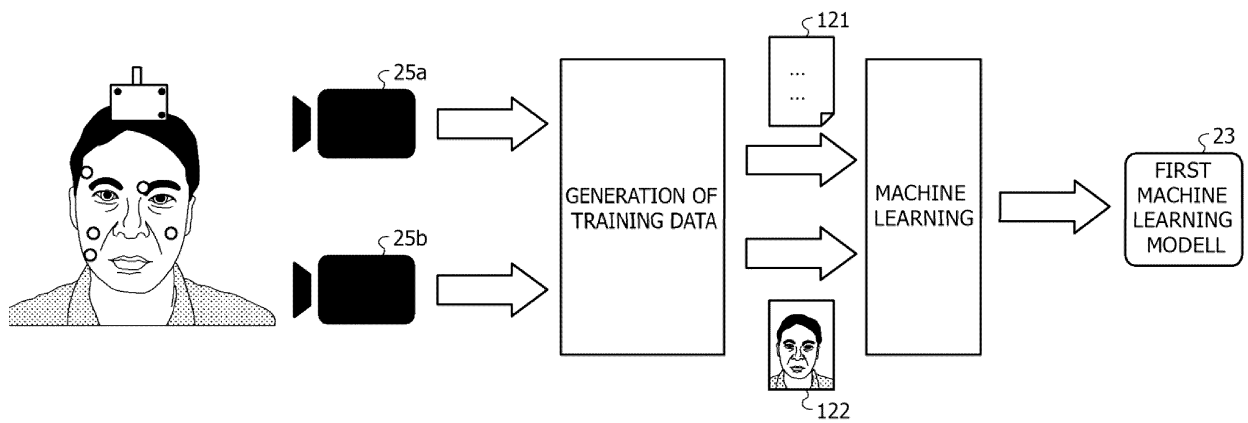 25a
25b
GENERATION OF
TRAINING DATA
121
...
...
122
MACHINE
LEARNING
23
FIRST
MACHINE
LEARNING
MODELL